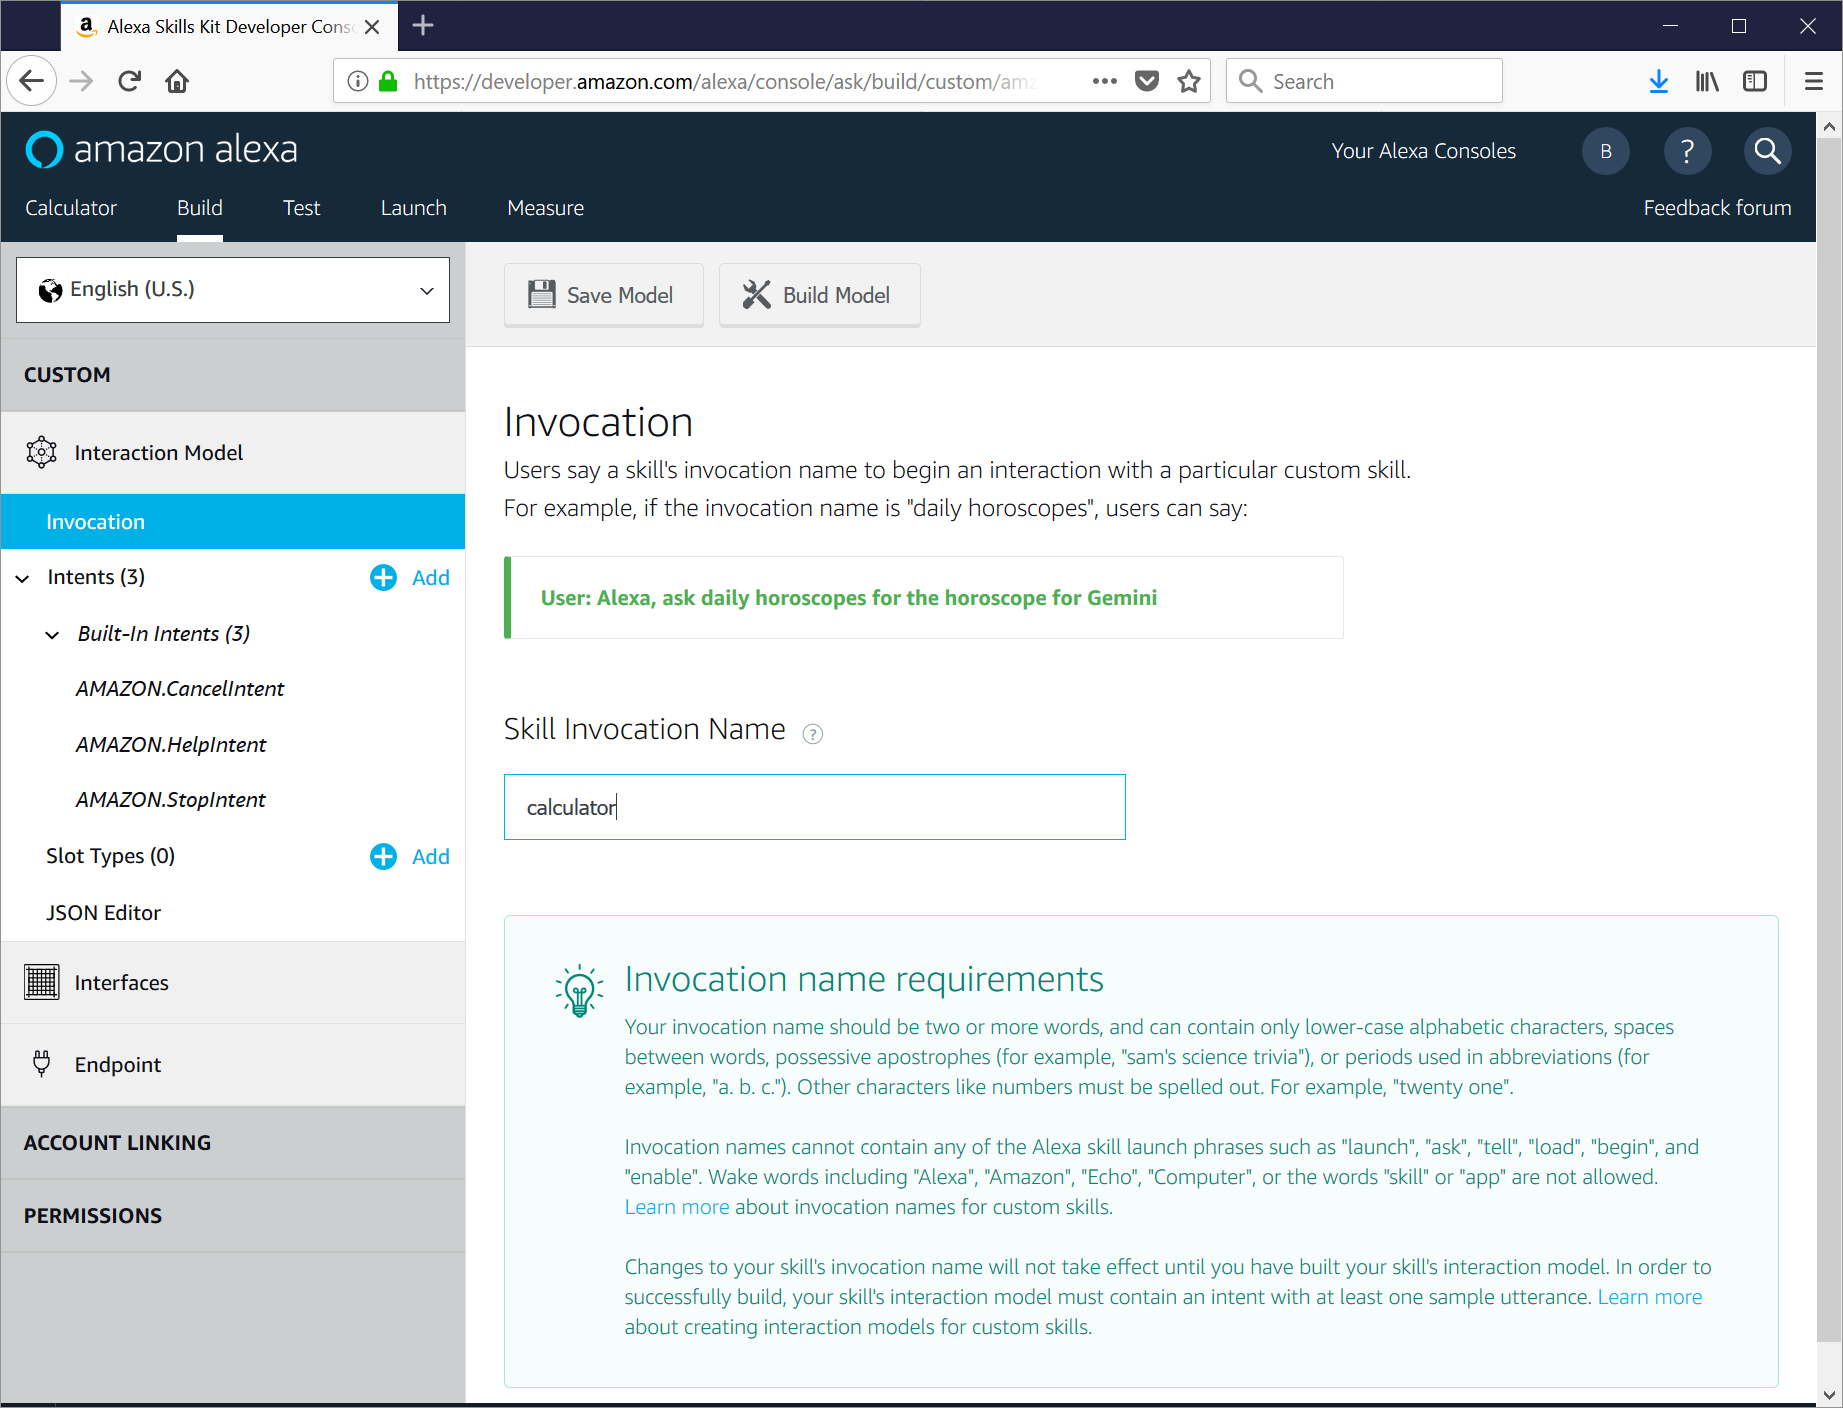 Alexa Skills Kit Developer Cons
https://developer.amazon.com/alexa/console/ask/build/custom/am
Search
amazon alexa
Your Alexa Consoles
B
?
Calculator
Build
Test
Launch
Measure
Feedback forum
English (U.S.)
Save Model
Build Model
CUSTOM
Interaction Model
Invocation
Intents (3)
Add
Built-In Intents (3)
AMAZON.CancelIntent
AMAZON.HelpIntent
AMAZON.StopIntent
Slot Types (0)
Add
JSON Editor
Interfaces
Endpoint
ACCOUNT LINKING
PERMISSIONS
Invocation
Users say a skill's invocation name to begin an interaction with a particular custom skill.
For example, if the invocation name is "daily horoscopes", users can say:
User: Alexa, ask daily horoscopes for the horoscope for Gemini
Skill Invocation Name
?
calculator
Invocation name requirements
Your invocation name should be two or more words, and can contain only lower-case alphabetic characters, spaces
between words, possessive apostrophes (for example, "sam's science trivia"), or periods used in abbreviations (for
example, "a. b. c."). Other characters like numbers must be spelled out. For example, "twenty one".
Invocation names cannot contain any of the Alexa skill launch phrases such as "launch", "ask", "tell", "load", "begin", and
"enable". Wake words including "Alexa", "Amazon", "Echo", "Computer", or the words "skill" or "app" are not allowed.
Learn more about invocation names for custom skills.
Changes to your skill's invocation name will not take effect until you have built your skill's interaction model. In order to
successfully build, your skill's interaction model must contain an intent with at least one sample utterance. Learn more
about creating interaction models for custom skills.